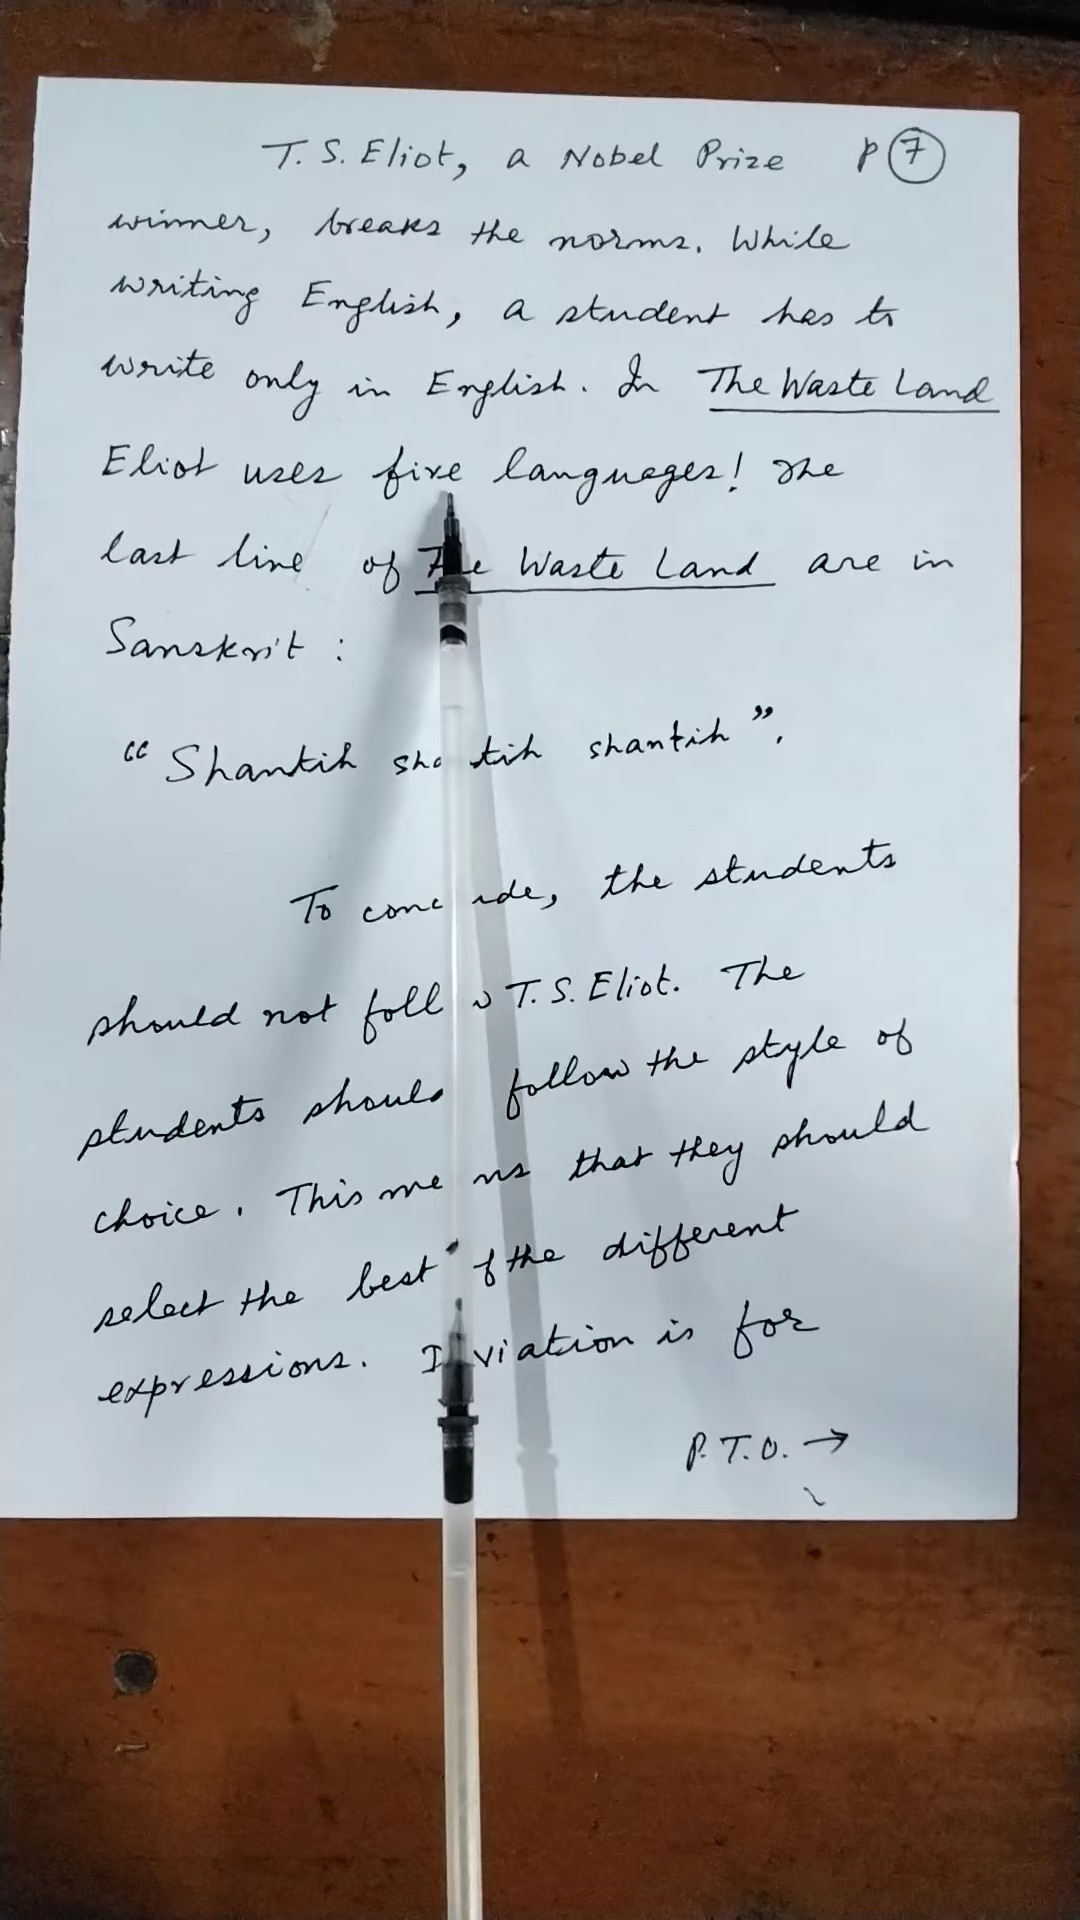 T. S. Eliot, a Nobel Prize P 7
winner, breaks the norms. While
writing English, a student has to
write only in English. In The Waste Land
Eliot uses five languages! The
last line of The Waste Land are in
Sanskrit :
“Shantih shantih shantih”.
To conclude, the students
should not follow T. S. Eliot. The
students should follow the style of
choice. This means that they should
select the best of the different
expressions. Deviation is for
P. T. O. →